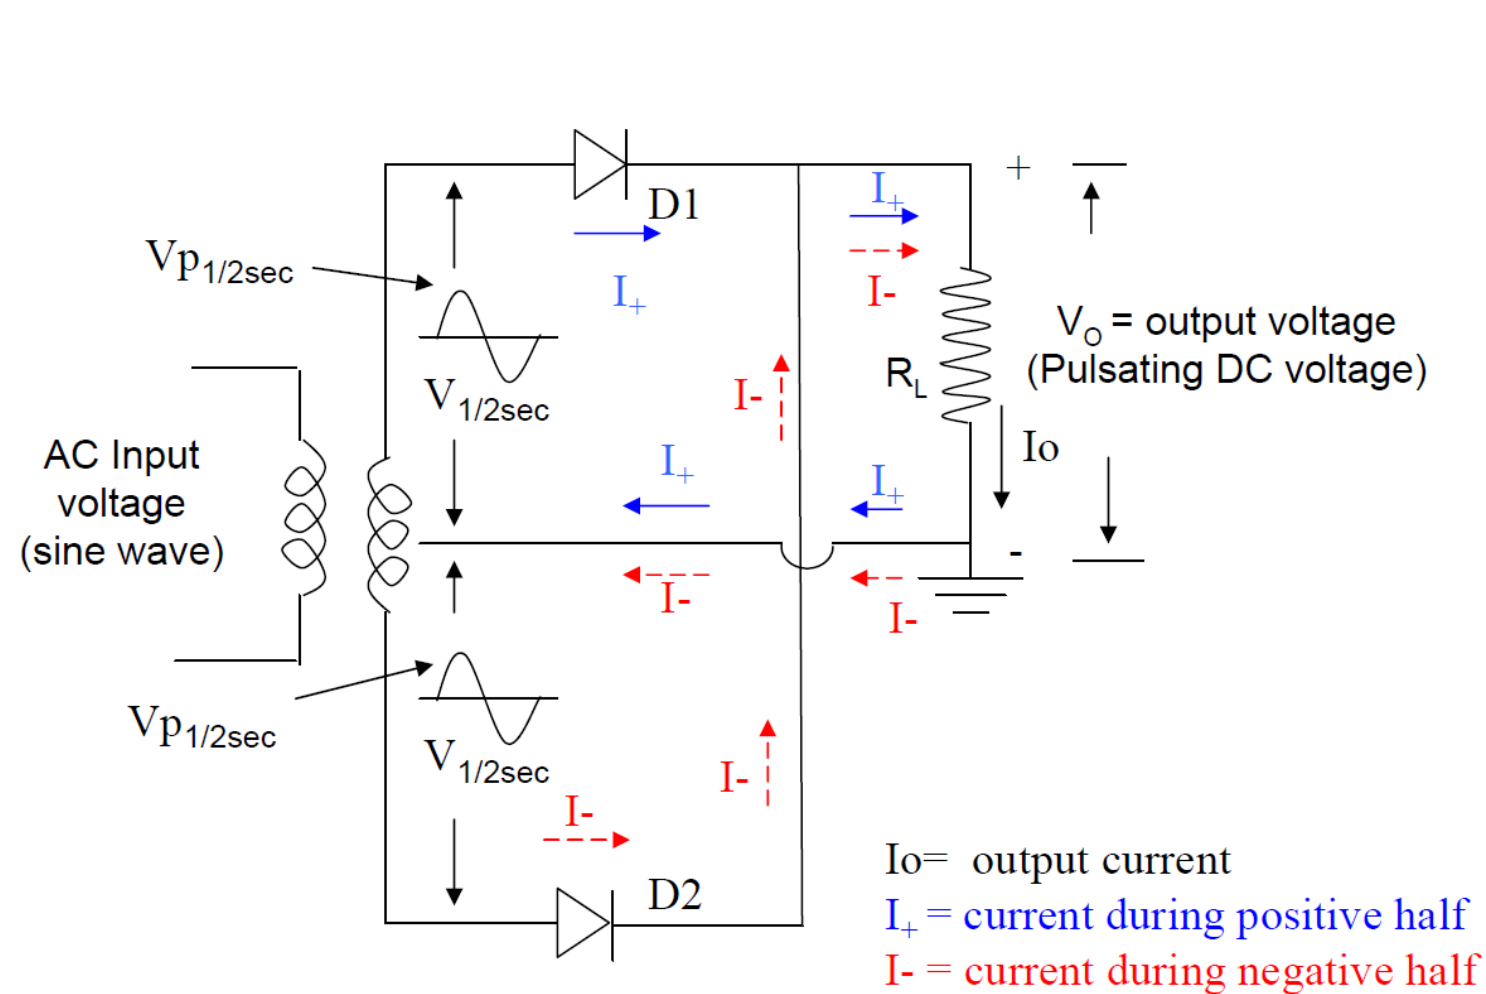 +
I₊
D1
Vp1/2sec
I₊
I-
Vo = output voltage
(Pulsating DC voltage)
RL
I-
V1/2sec
AC Input
voltage
(sine wave)
I₊
I₊
Io
-
I-
I-
Vp1/2sec
V1/2sec
I-
I-
D2
Io= output current
I₊ = current during positive half
I- = current during negative half